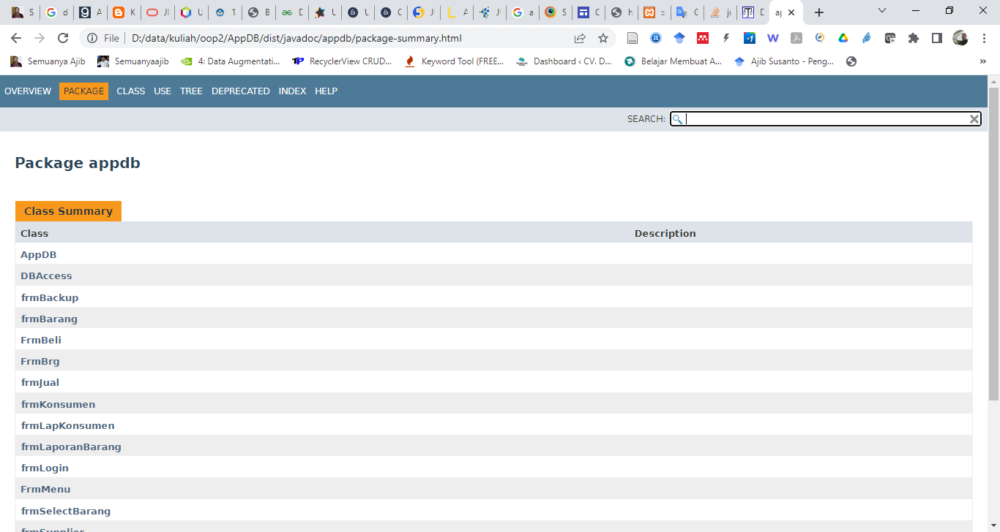 S d A K JI U 1 B D U U C J A JI a S C h :: G ju D ap
File D:/data/kuliah/oop2/AppDB/dist/javadoc/appdb/package-summary.html
Semuanya Ajib Semuanyaajib 4: Data Augmentati... RecyclerView CRUD... Keyword Tool (FREE... Dashboard ‹ CV. D... Belajar Membuat A... Ajib Susanto - Peng... »
OVERVIEW PACKAGE CLASS USE TREE DEPRECATED INDEX HELP
SEARCH:
Package appdb
Class Summary
Class Description
AppDB
DBAccess
frmBackup
frmBarang
FrmBeli
FrmBrg
frmJual
frmKonsumen
frmLapKonsumen
frmLaporanBarang
frmLogin
FrmMenu
frmSelectBarang
frmSupplier